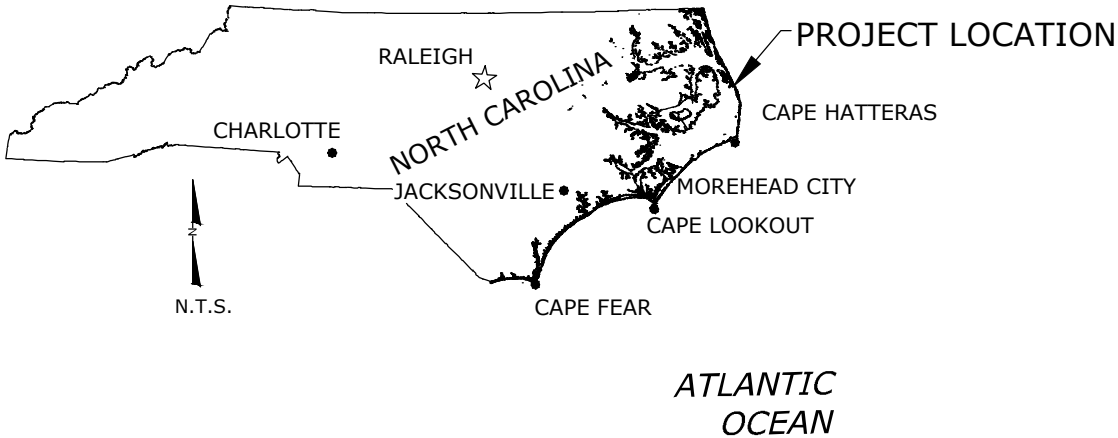 PROJECT LOCATION
RALEIGH
NORTH CAROLINA
CAPE HATTERAS
CHARLOTTE
JACKSONVILLE
MOREHEAD CITY
CAPE LOOKOUT
N
N.T.S.
CAPE FEAR
ATLANTIC
OCEAN